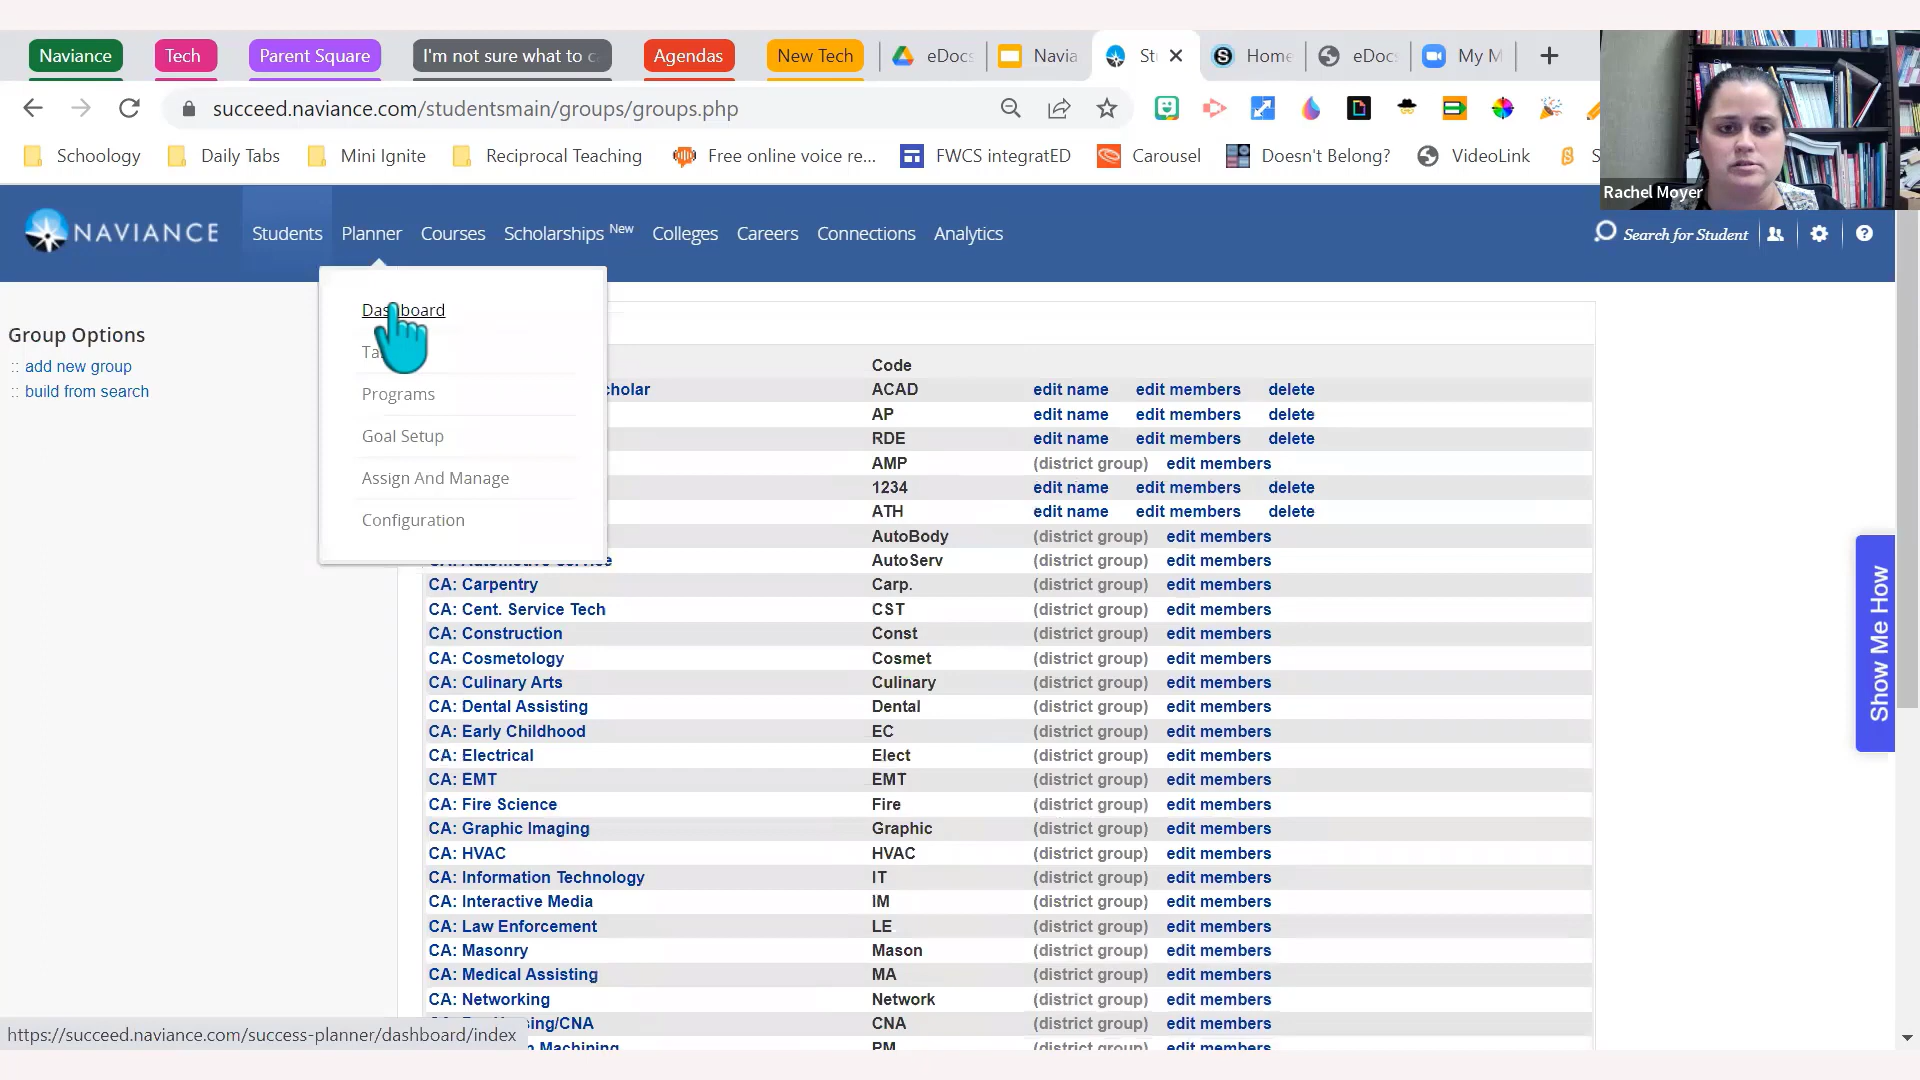 Naviance Tech Parent Square I'm not sure what to c Agendas New Tech eDocs Navia St Home eDoc My M
succeed.naviance.com/studentsmain/groups/groups.php
Schoology Daily Tabs Mini Ignite Reciprocal Teaching Free online voice re... FWCS integratED Carousel Doesn't Belong? VideoLink S
Rachel Moyer
NAVIANCE Students Planner Courses Scholarships New Colleges Careers Connections Analytics Search for Student
Group Options
:: add new group
:: build from search
Dashboard
Programs
Goal Setup
Assign And Manage
Configuration
Code
cholar ACAD edit name edit members delete
AP edit name edit members delete
RDE edit name edit members delete
AMP (district group) edit members
1234 edit name edit members delete
ATH edit name edit members delete
AutoBody (district group) edit members
CA: Automotive Service AutoServ (district group) edit members
CA: Carpentry Carp. (district group) edit members
CA: Cent. Service Tech CST (district group) edit members
CA: Construction Const (district group) edit members
CA: Cosmetology Cosmet (district group) edit members
CA: Culinary Arts Culinary (district group) edit members
CA: Dental Assisting Dental (district group) edit members
CA: Early Childhood EC (district group) edit members
CA: Electrical Elect (district group) edit members
CA: EMT EMT (district group) edit members
CA: Fire Science Fire (district group) edit members
CA: Graphic Imaging Graphic (district group) edit members
CA: HVAC HVAC (district group) edit members
CA: Information Technology IT (district group) edit members
CA: Interactive Media IM (district group) edit members
CA: Law Enforcement LE (district group) edit members
CA: Masonry Mason (district group) edit members
CA: Medical Assisting MA (district group) edit members
CA: Networking Network (district group) edit members
sing/CNA CNA (district group) edit members
Machining PM (district group) edit members
Show Me How
https://succeed.naviance.com/success-planner/dashboard/index